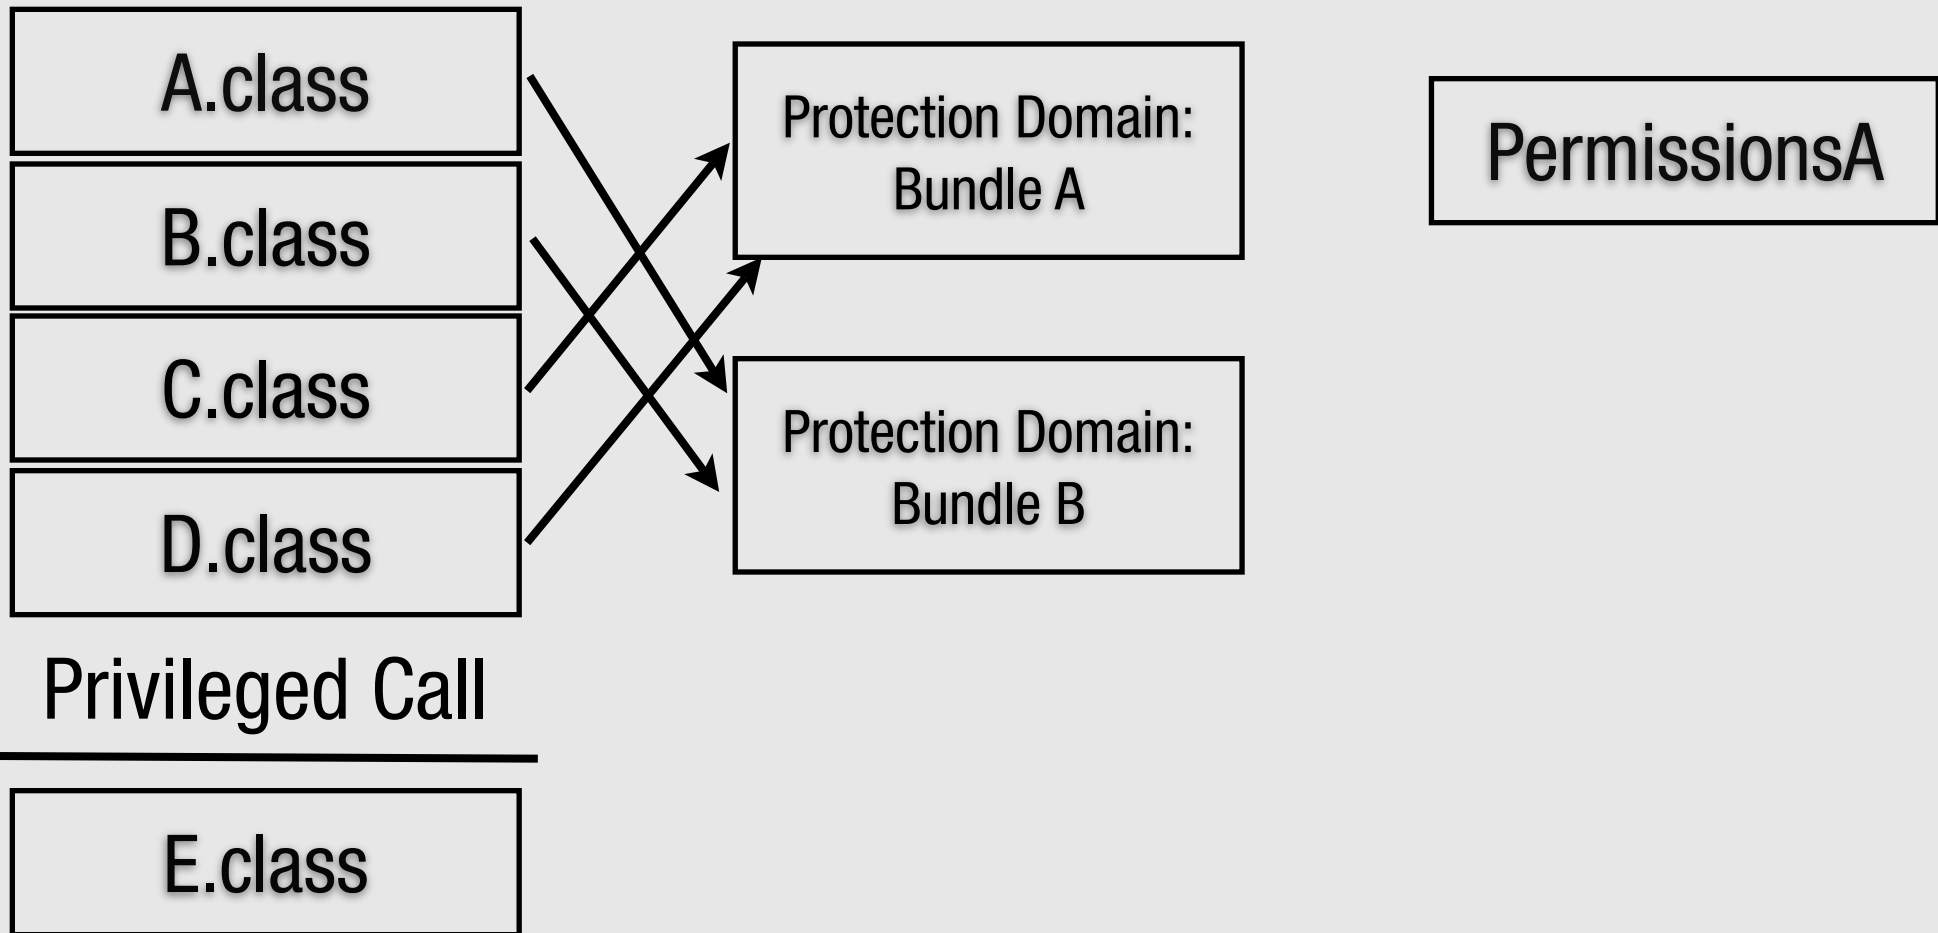 A.class
B.class
C.class
D.class
Privileged Call
E.class
Protection Domain:
Bundle A
Protection Domain:
Bundle B
PermissionsA